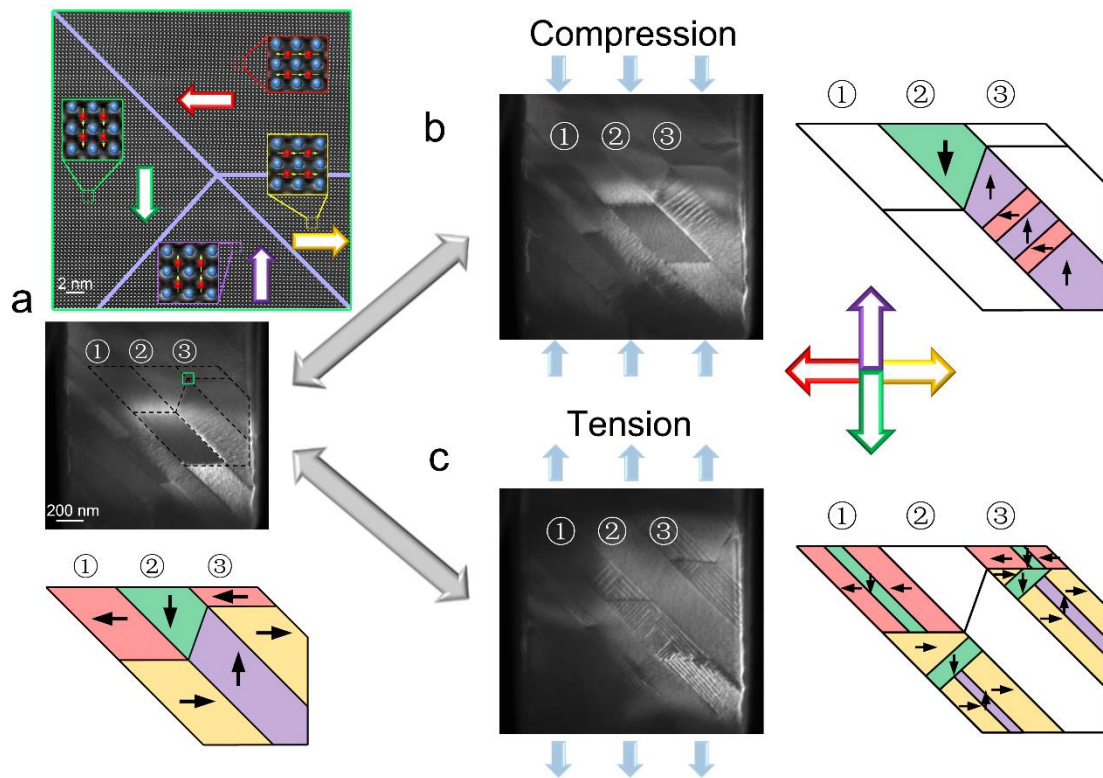 Compression
b
① ② ③
① ② ③
2 nm
a
① ② ③
200 nm
Tension
c
① ② ③
① ② ③
① ② ③